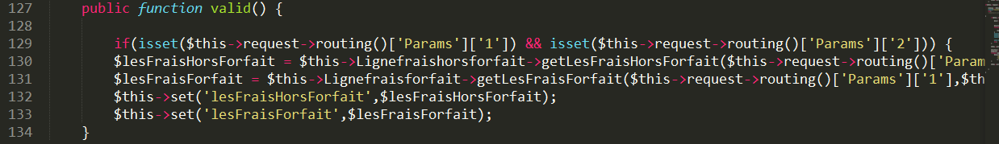 127 public function valid() {
128
129 if(isset($this->request->routing()['Params']['1']) && isset($this->request->routing()['Params']['2'])) {
130 $lesFraisHorsForfait = $this->Lignefraishorsforfait->getLesFraisHorsForfait($this->request->routing()['Param
131 $lesFraisForfait = $this->Lignefraisforfait->getLesFraisForfait($this->request->routing()['Params']['1'],$th
132 $this->set('lesFraisHorsForfait',$lesFraisHorsForfait);
133 $this->set('lesFraisForfait',$lesFraisForfait);
134 }